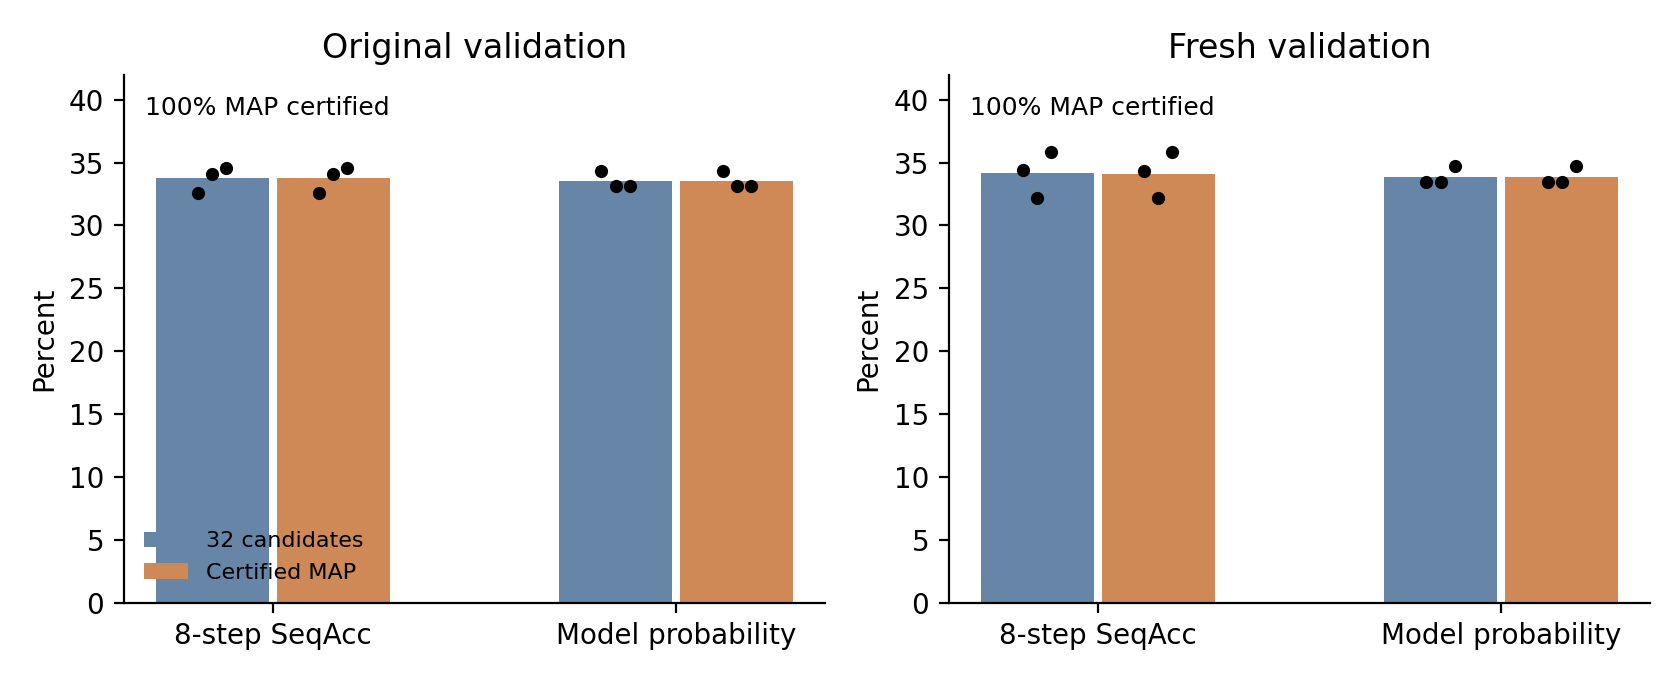 Original validation
100% MAP certified
Percent
40
35
30
25
20
15
10
5
0
32 candidates
Certified MAP
8-step SeqAcc
Model probability
Fresh validation
100% MAP certified
Percent
40
35
30
25
20
15
10
5
0
8-step SeqAcc
Model probability